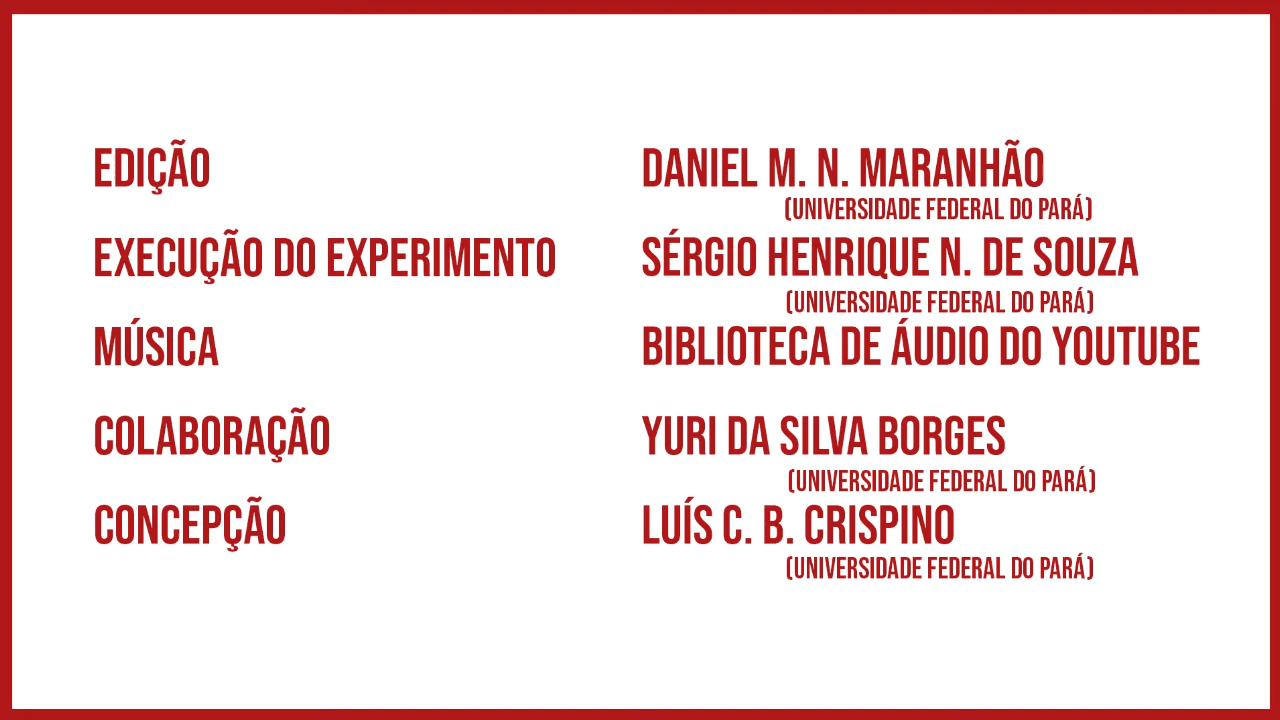 EDIÇÃO DANIEL M. N. MARANHÃO
(UNIVERSIDADE FEDERAL DO PARÁ)
EXECUÇÃO DO EXPERIMENTO SÉRGIO HENRIQUE N. DE SOUZA
(UNIVERSIDADE FEDERAL DO PARÁ)
MÚSICA BIBLIOTECA DE ÁUDIO DO YOUTUBE
COLABORAÇÃO YURI DA SILVA BORGES
(UNIVERSIDADE FEDERAL DO PARÁ)
CONCEPÇÃO LUÍS C. B. CRISPINO
(UNIVERSIDADE FEDERAL DO PARÁ)